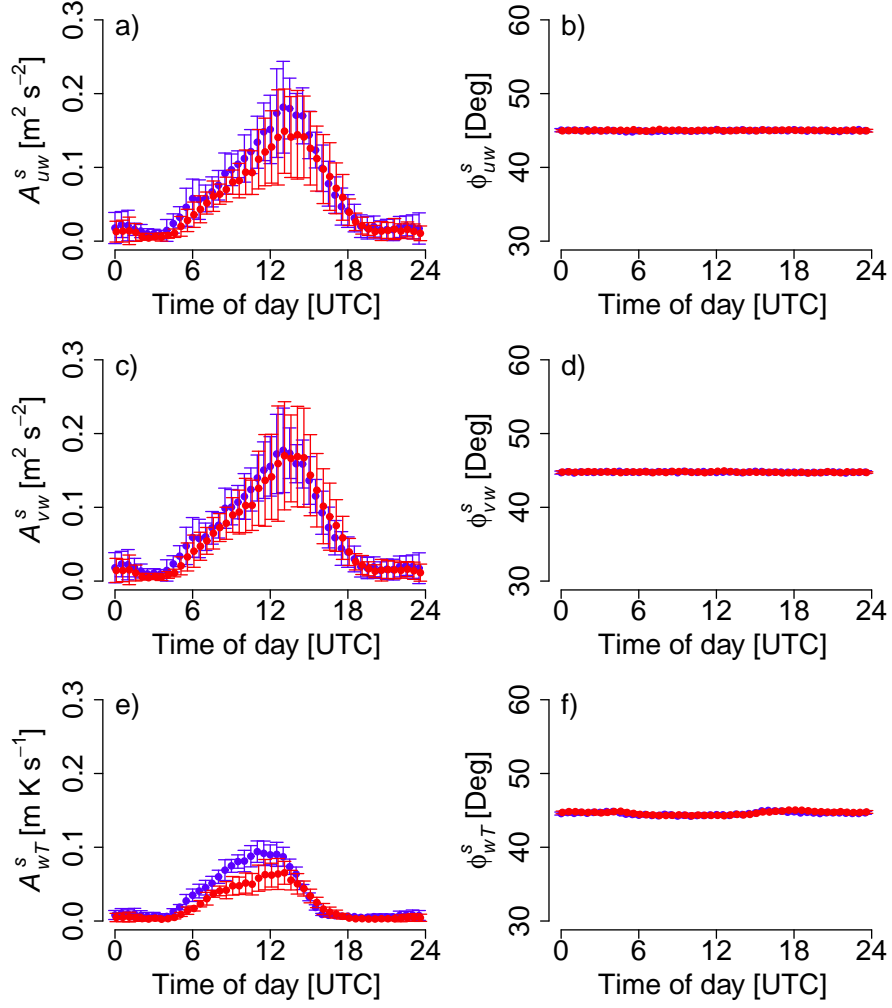 a)
A^s_uw [m² s⁻²]
0.0 0.1 0.2 0.3
0 6 12 18 24
Time of day [UTC]
b)
ϕ^s_uw [Deg]
30 40 50 60
0 6 12 18 24
Time of day [UTC]
c)
A^s_vw [m² s⁻²]
0.0 0.1 0.2 0.3
0 6 12 18 24
Time of day [UTC]
d)
ϕ^s_vw [Deg]
30 40 50 60
0 6 12 18 24
Time of day [UTC]
e)
A^s_wT [m K s⁻¹]
0.0 0.1 0.2 0.3
0 6 12 18 24
Time of day [UTC]
f)
ϕ^s_wT [Deg]
30 40 50 60
0 6 12 18 24
Time of day [UTC]